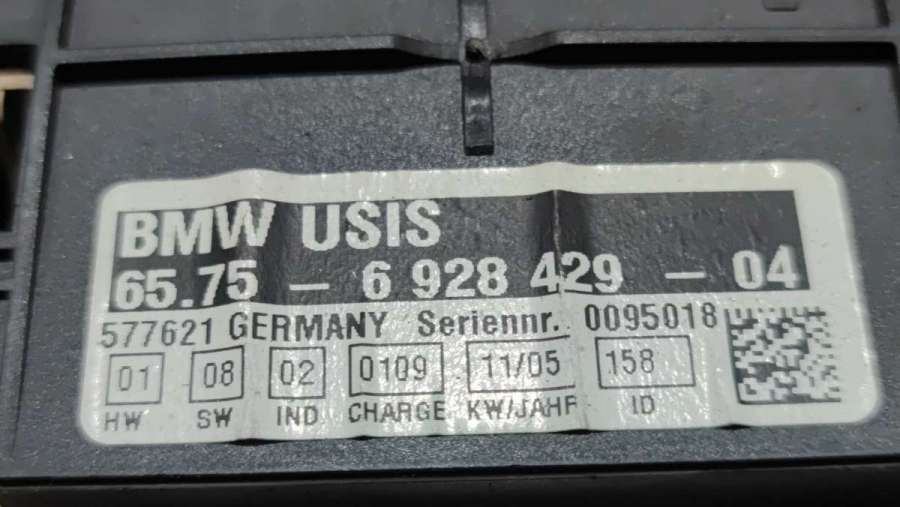 BMW USIS
65.75 – 6 928 429 – 04
577621 GERMANY Seriennr. 0095018
01 08 02 0109 11/05 158
HW SW IND CHARGE KW/JAHR ID